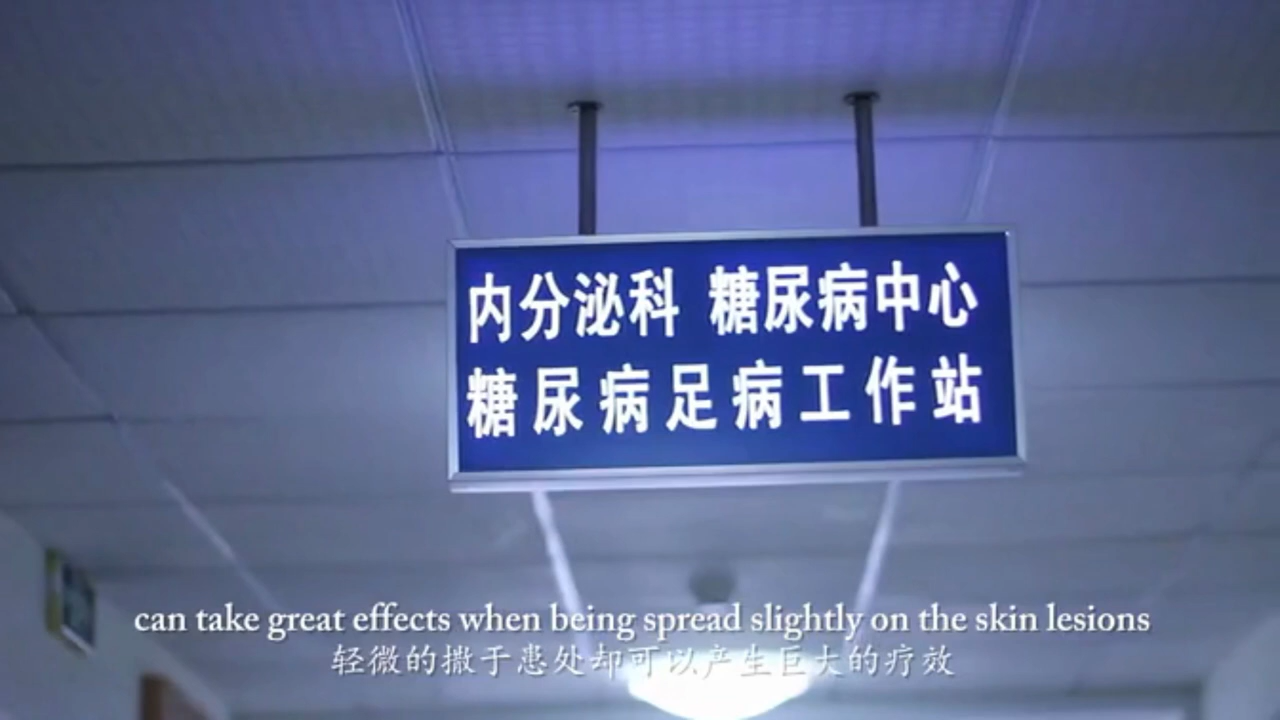 内分泌科 糖尿病中心
糖尿病足病工作站
can take great effects when being spread slightly on the skin lesions
轻微的撒于患处却可以产生巨大的疗效